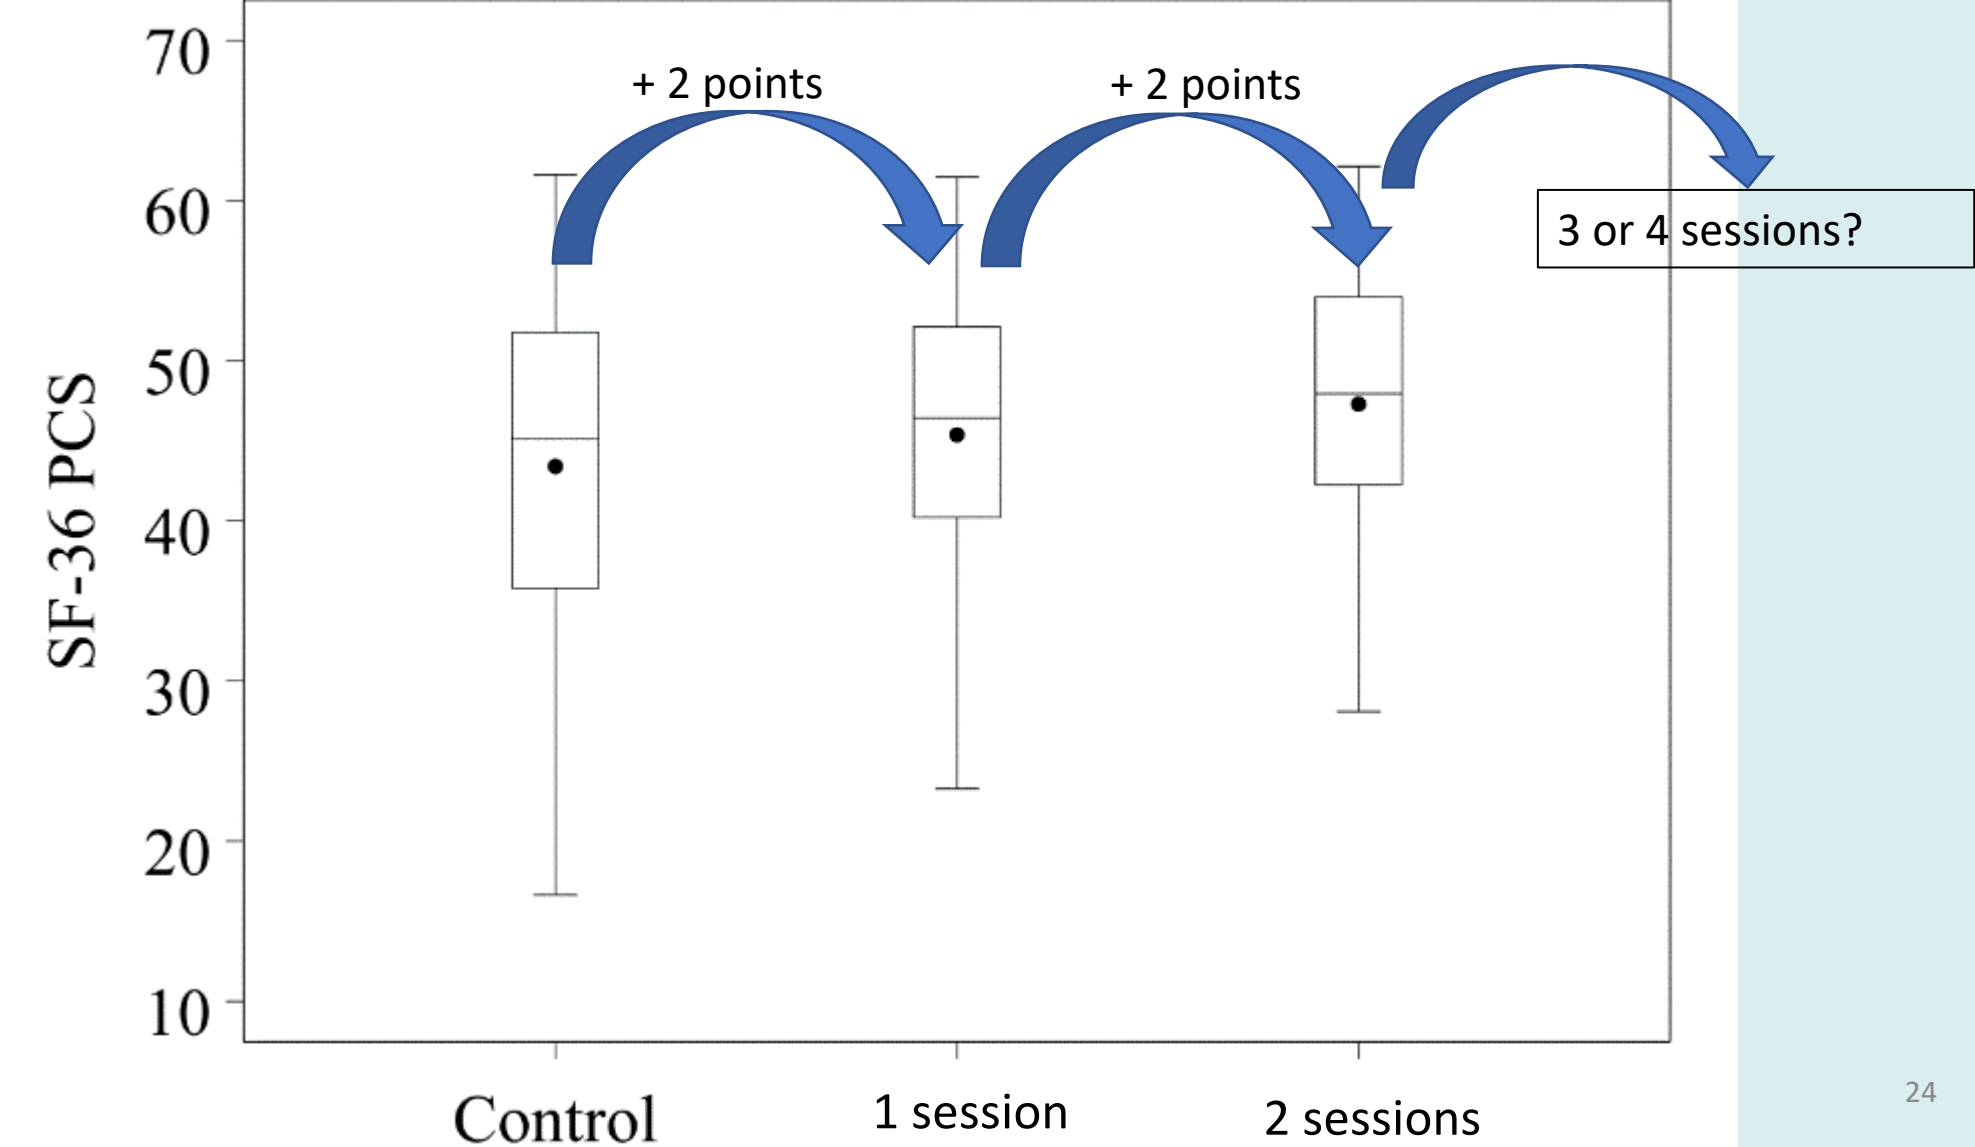 70
+ 2 points
+ 2 points
60
3 or 4 sessions?
50
SF-36 PCS
40
30
20
10
24
Control
1 session
2 sessions